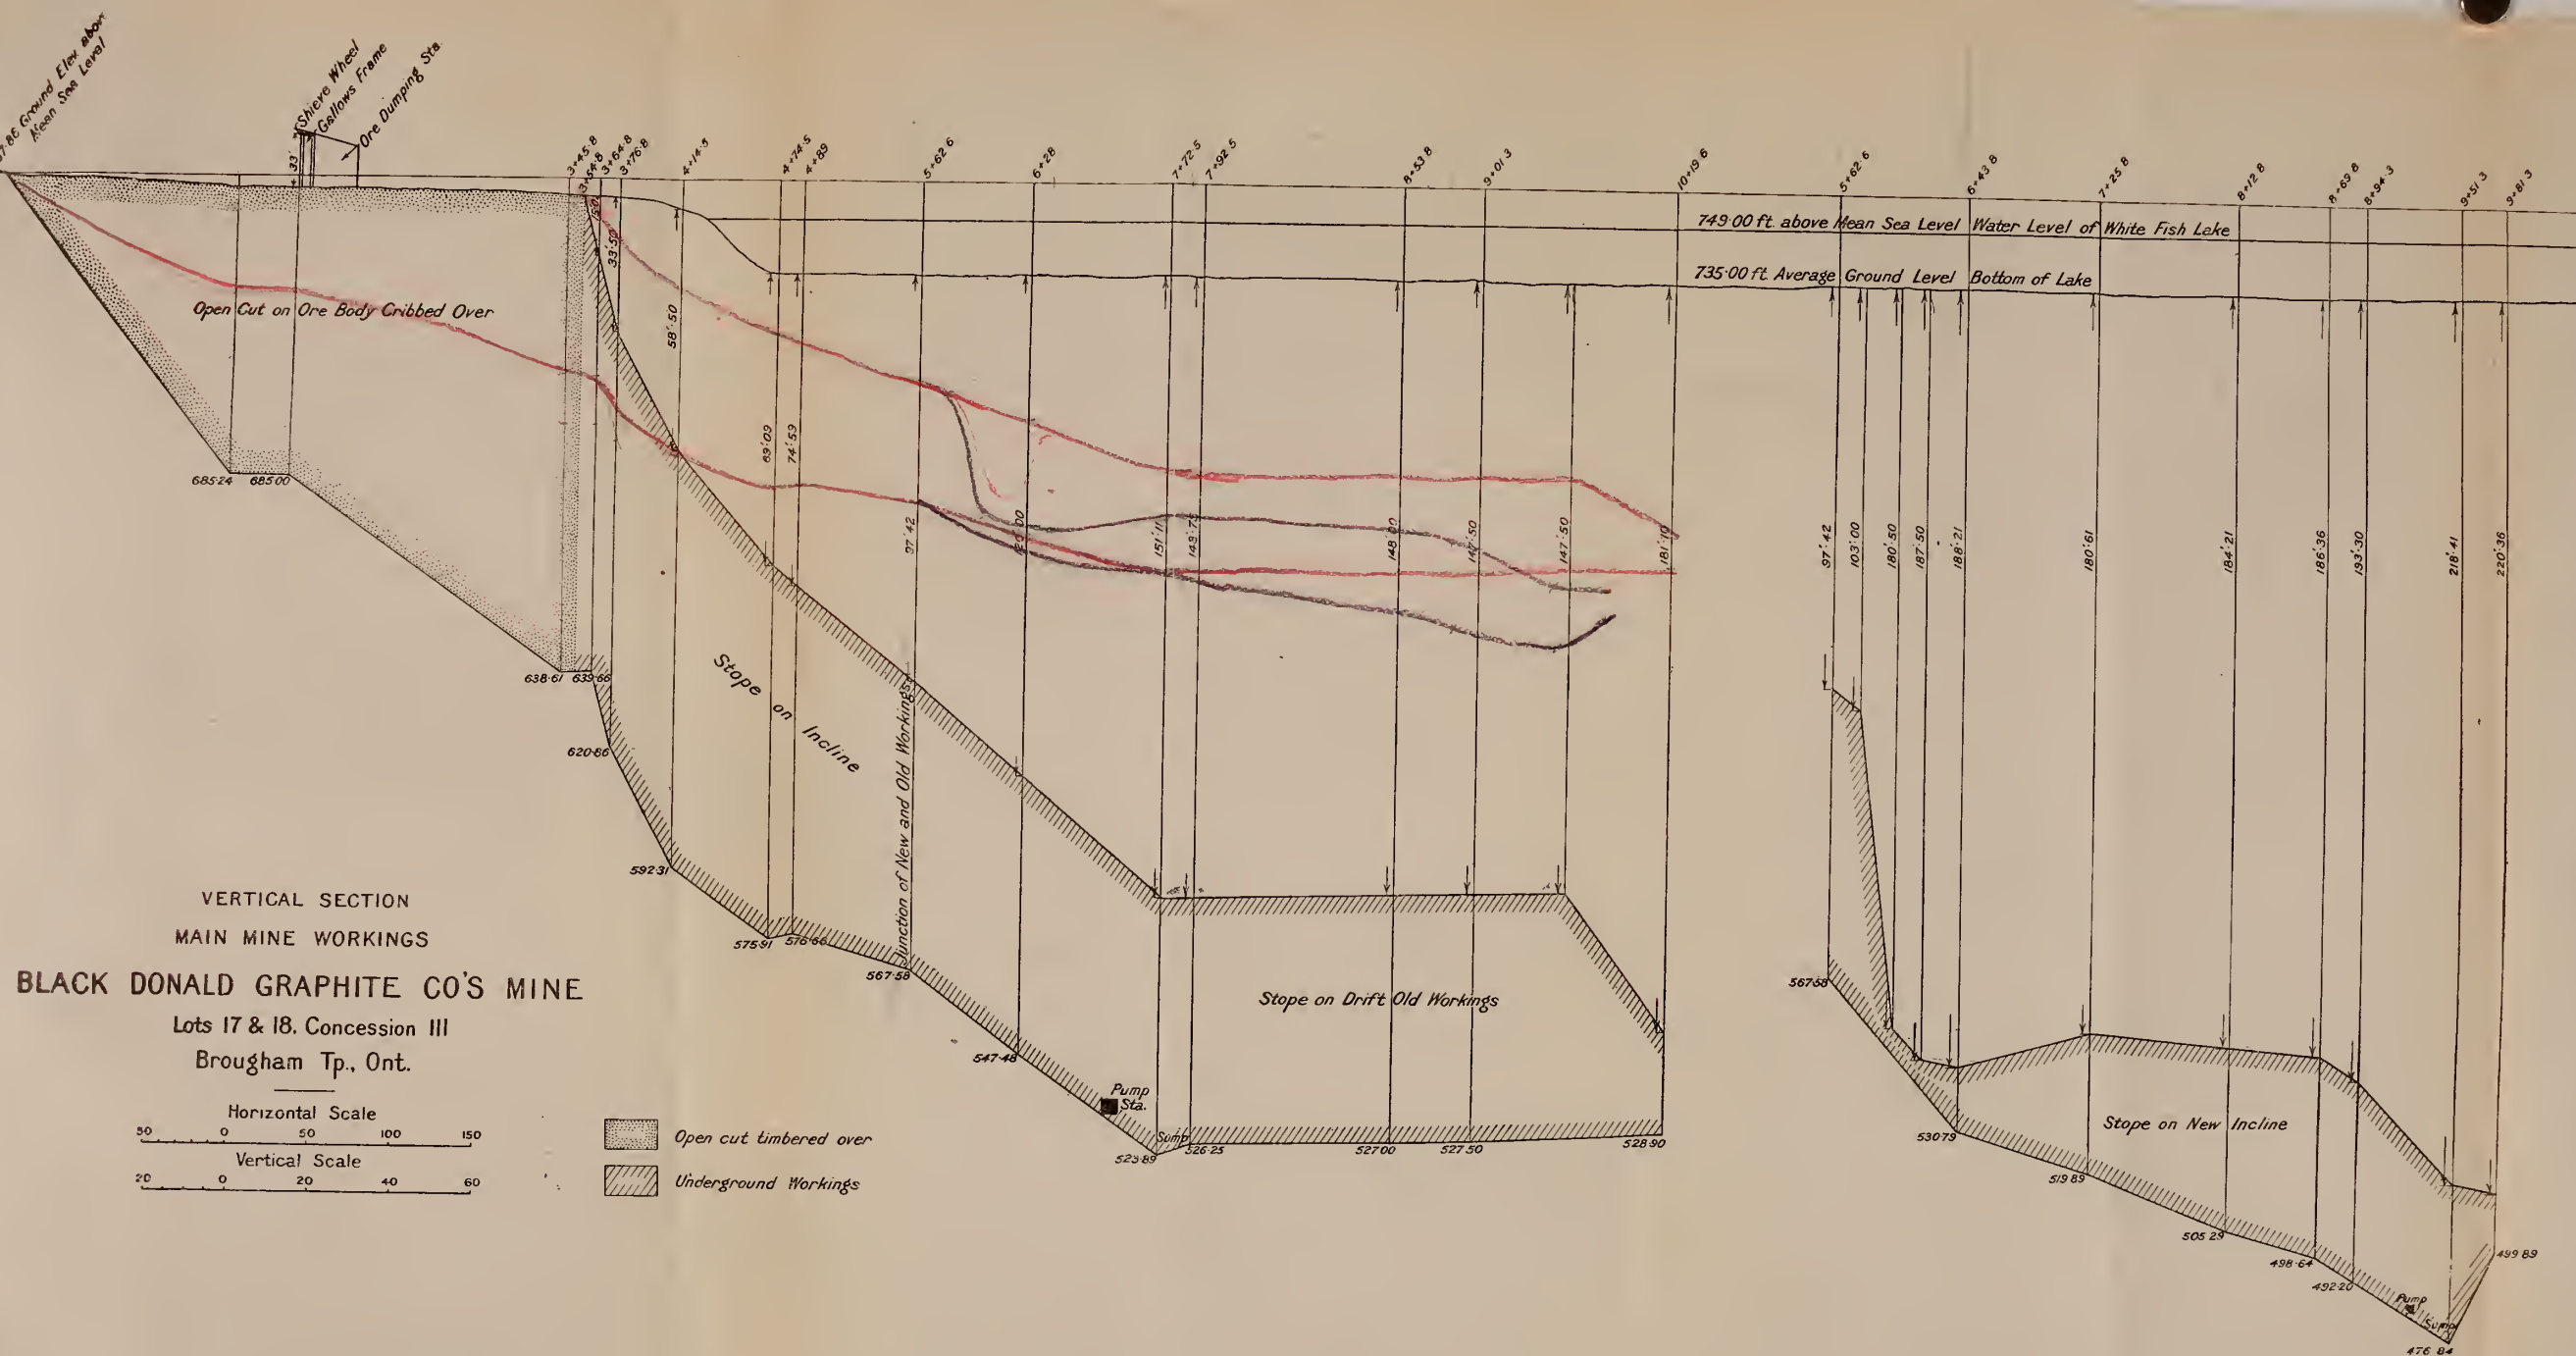 Ground Elev. above
Mean Sea Level
Shieve Wheel
Gallows Frame
Ore Dumping Sta.
33'
3+45·8
3+54·8
3+64·8
3+76·8
4+14·5
4+74·5
4+89
5+62·6
6+28
7+72·5
7+92·5
8+53·8
9+01·3
10+19·6
5+62·6
6+43·8
7+25·8
8+12·8
8+69·8
8+94·3
9+51·3
9+81·3
749·00 ft. above Mean Sea Level Water Level of White Fish Lake
735·00 ft. Average Ground Level Bottom of Lake
Open Cut on Ore Body Cribbed Over
33'·50
58'·50
69'·09
74'·59
97'·42
151'·11
148'·00
147'·50
181'·10
97'·42
103'·00
180'·50
187'·50
188'·21
180'·61
184'·21
186'·36
193'·30
218'·41
220'·36
685·24
685·00
638·61
639·66
620·86
592·31
575·91
576·66
567·58
547·48
523·89
526·25
527·00
527·50
528·90
Stope on Incline
Junction of New and Old Workings
Pump
Sta.
Sump
Stope on Drift Old Workings
567·58
530·79
519·89
505·29
498·64
492·20
476·84
499·89
Stope on New Incline
Pump
Sump
VERTICAL SECTION
MAIN MINE WORKINGS
BLACK DONALD GRAPHITE CO'S MINE
Lots 17 & 18. Concession III
Brougham Tp., Ont.
Horizontal Scale
50 0 50 100 150
Vertical Scale
20 0 20 40 60
Open cut timbered over
Underground Workings